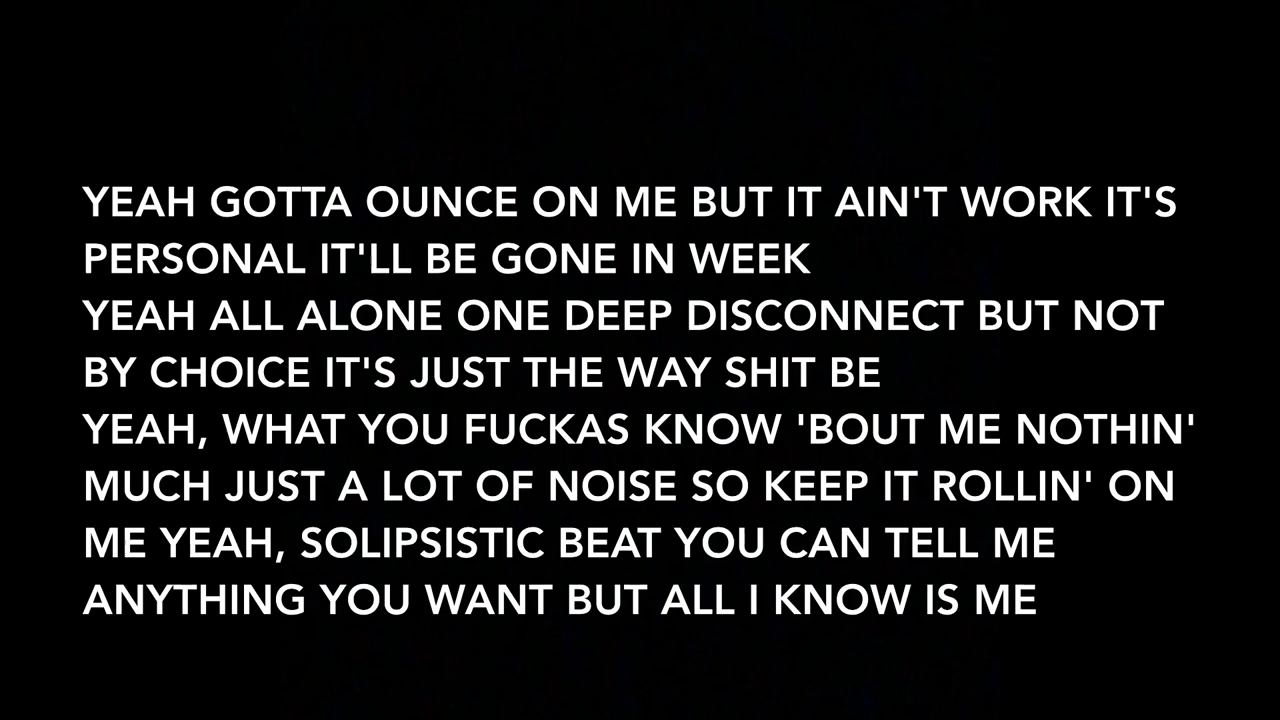 YEAH GOTTA OUNCE ON ME BUT IT AIN'T WORK IT'S
PERSONAL IT'LL BE GONE IN WEEK
YEAH ALL ALONE ONE DEEP DISCONNECT BUT NOT
BY CHOICE IT'S JUST THE WAY SHIT BE
YEAH, WHAT YOU FUCKAS KNOW 'BOUT ME NOTHIN'
MUCH JUST A LOT OF NOISE SO KEEP IT ROLLIN' ON
ME YEAH, SOLIPSISTIC BEAT YOU CAN TELL ME
ANYTHING YOU WANT BUT ALL I KNOW IS ME